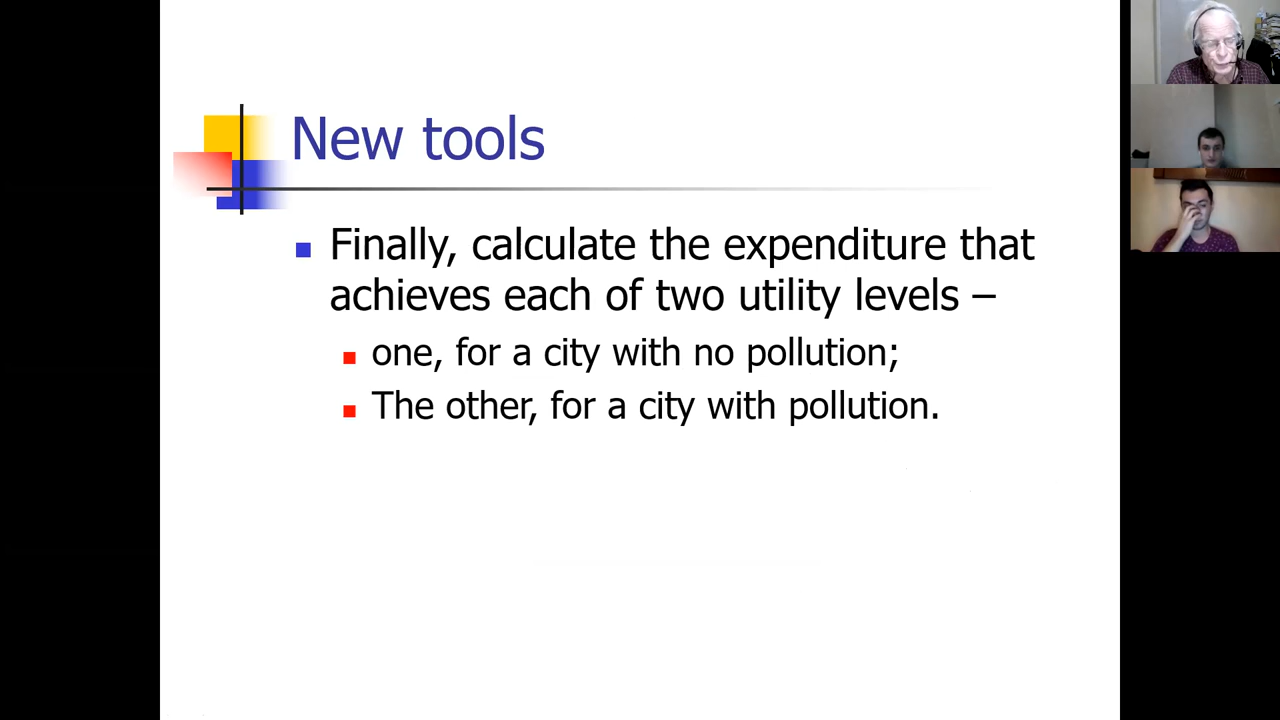 New tools
Finally, calculate the expenditure that
achieves each of two utility levels –
one, for a city with no pollution;
The other, for a city with pollution.